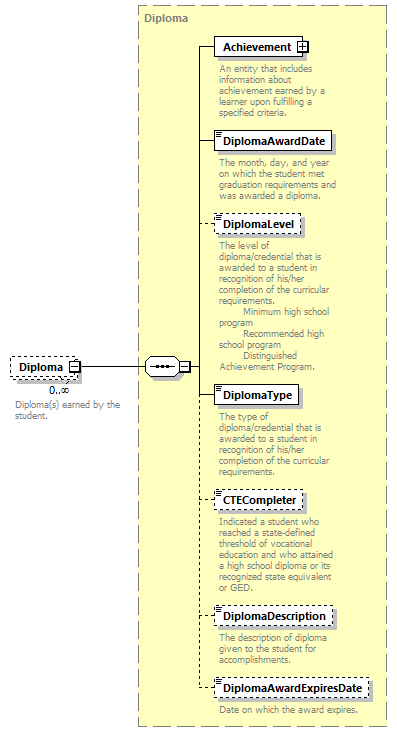 Diploma
Achievement
An entity that includes
information about
achievement earned by a
learner upon fulfilling a
specified criteria.
DiplomaAwardDate
The month, day, and year
on which the student met
graduation requirements and
was awarded a diploma.
DiplomaLevel
The level of
diploma/credential that is
awarded to a student in
recognition of his/her
completion of the curricular
requirements.
Minimum high school
program
Recommended high
school program
Distinguished
Achievement Program.
Diploma
0..∞
Diploma(s) earned by the
student.
DiplomaType
The type of
diploma/credential that is
awarded to a student in
recognition of his/her
completion of the curricular
requirements.
CTECompleter
Indicated a student who
reached a state-defined
threshold of vocational
education and who attained
a high school diploma or its
recognized state equivalent
or GED.
DiplomaDescription
The description of diploma
given to the student for
accomplishments.
DiplomaAwardExpiresDate
Date on which the award expires.